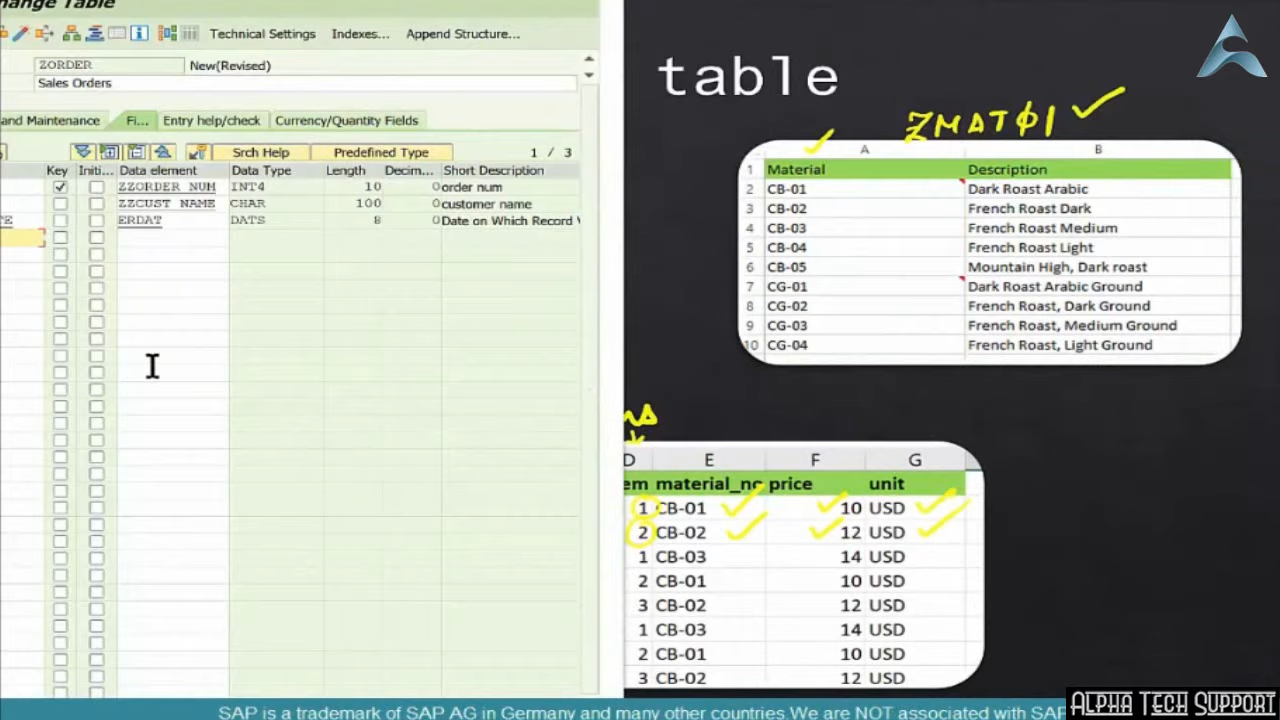 hange Table
Technical Settings Indexes... Append Structure...
ZORDER New(Revised)
Sales Orders
and Maintenance Fi... Entry help/check Currency/Quantity Fields
Srch Help Predefined Type 1 / 3
Key Initi... Data element Data Type Length Decim... Short Description
ZZORDER_NUM INT4 10 0 order num
ZZCUST_NAME CHAR 100 0 customer name
TE ERDAT DATS 8 0 Date on Which Record
table
ZMATØ1
A B
1 Material Description
2 CB-01 Dark Roast Arabic
3 CB-02 French Roast Dark
4 CB-03 French Roast Medium
5 CB-04 French Roast Light
6 CB-05 Mountain High, Dark roast
7 CG-01 Dark Roast Arabic Ground
8 CG-02 French Roast, Dark Ground
9 CG-03 French Roast, Medium Ground
10 CG-04 French Roast, Light Ground
D E F G
em material_no price unit
1 CB-01 10 USD
2 CB-02 12 USD
1 CB-03 14 USD
2 CB-01 10 USD
3 CB-02 12 USD
1 CB-03 14 USD
2 CB-01 10 USD
3 CB-02 12 USD
SAP is a trademark of SAP AG in Germany and many other countries.We are NOT associated with SAP
ALPHA TECH SUPPORT